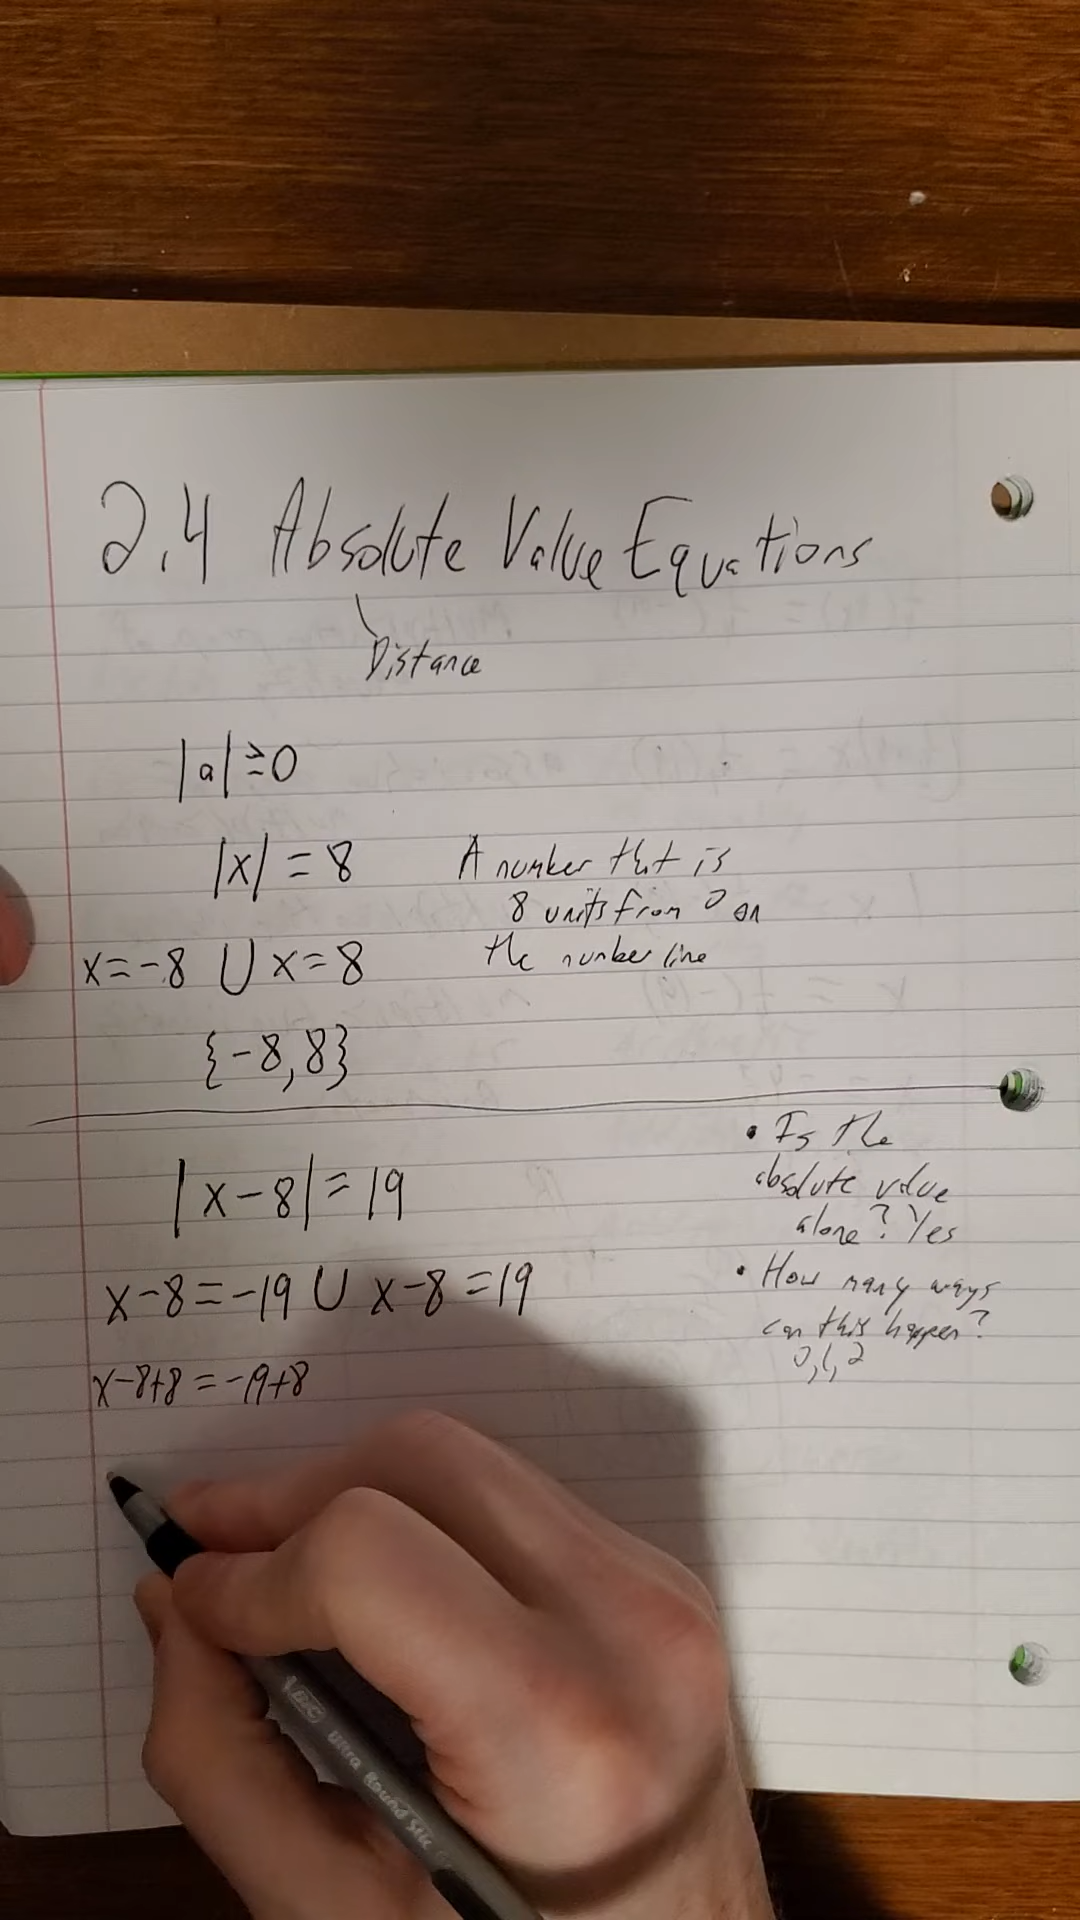 2.4 Absolute Value Equations
Distance
|a| ≥ 0
|x| = 8
A number that is
8 units from 0 on
the number line
x = -8 ∪ x = 8
{-8, 8}
|x-8| = 19
x-8 = -19 ∪ x-8 = 19
x-8+8 = -19+8
• Is the
absolute value
alone? Yes
• How many ways
can this happen?
0, 1, 2
BIC Ultra Round Stic